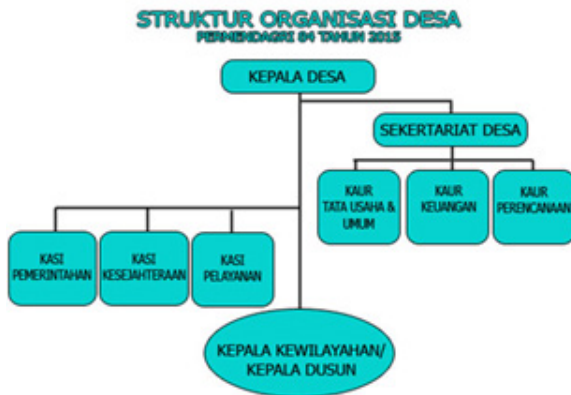 STRUKTUR ORGANISASI DESA
PERMENDAGRI 84 TAHUN 2015
KEPALA DESA
SEKERTARIAT DESA
KAUR
TATA USAHA &
UMUM
KAUR
KEUANGAN
KAUR
PERENCANAAN
KASI
PEMERINTAHAN
KASI
KESEJAHTERAAN
KASI
PELAYANAN
KEPALA KEWILAYAHAN/
KEPALA DUSUN